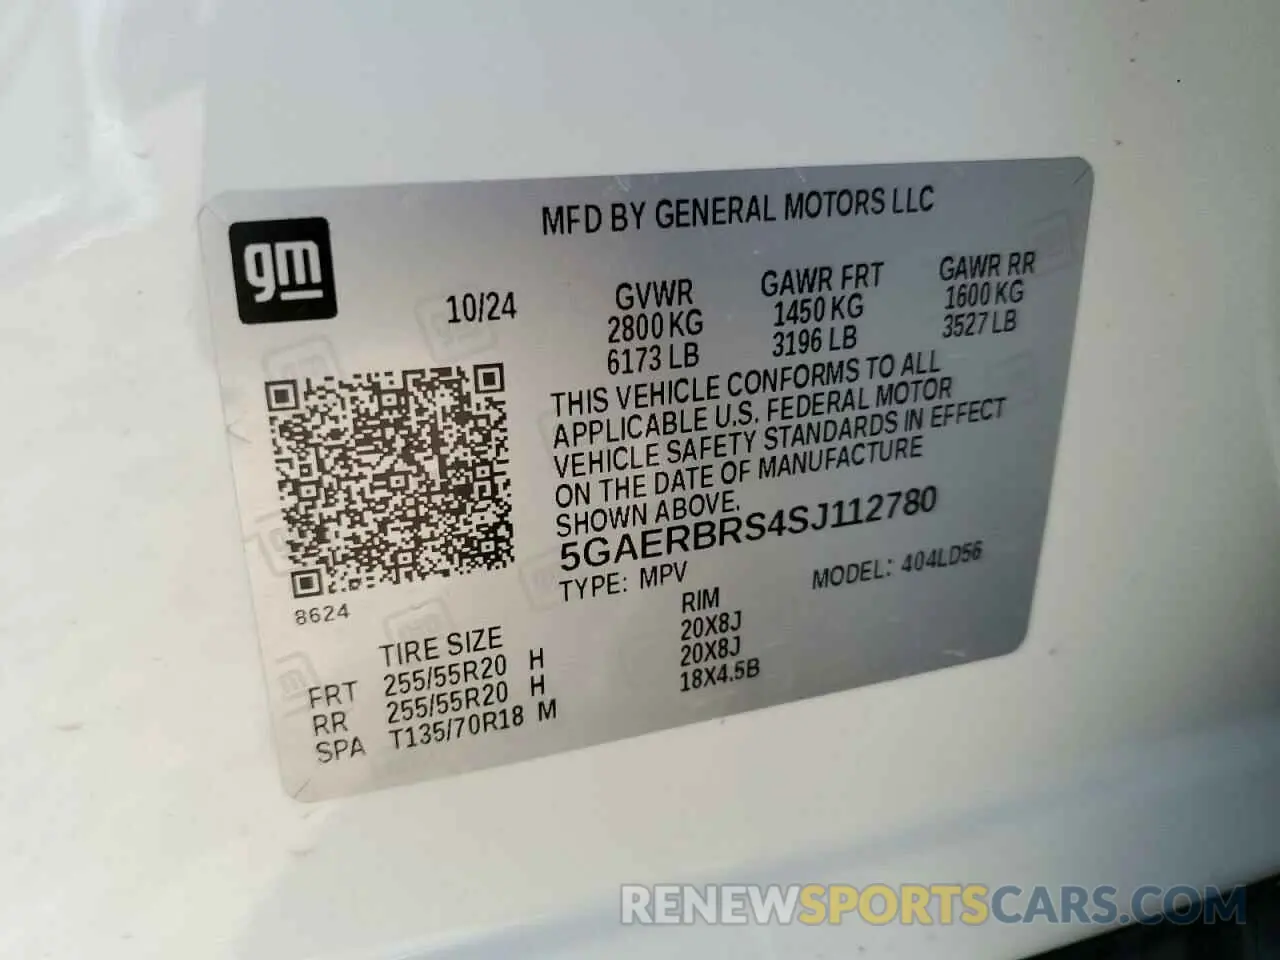 gm
MFD BY GENERAL MOTORS LLC
10/24
GVWR
2800 KG
6173 LB
GAWR FRT
1450 KG
3196 LB
GAWR RR
1600 KG
3527 LB
THIS VEHICLE CONFORMS TO ALL
APPLICABLE U.S. FEDERAL MOTOR
VEHICLE SAFETY STANDARDS IN EFFECT
ON THE DATE OF MANUFACTURE
SHOWN ABOVE.
5GAERBRS4SJ112780
TYPE: MPV
MODEL: 404LD56
8624
TIRE SIZE
RIM
FRT 255/55R20 H 20X8J
RR 255/55R20 H 20X8J
SPA T135/70R18 M 18X4.5B
RENEWSPORTSCARS.COM